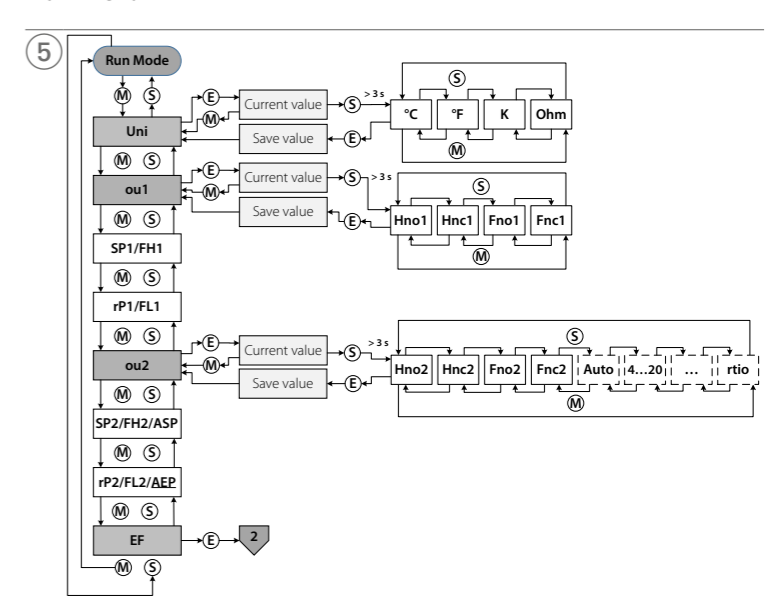 5
Run Mode
M S
Uni
E
M
Current value
Save value
S
> 3 s
E
S
°C °F K Ohm
M
M S
ou1
E
M
Current value
Save value
S
> 3 s
E
S
Hno1 Hnc1 Fno1 Fnc1
M
M S
SP1/FH1
M S
rP1/FL1
M S
ou2
E
M
Current value
Save value
S
> 3 s
E
S
Hno2 Hnc2 Fno2 Fnc2 Auto 4...20 ... rtio
M
M S
SP2/FH2/ASP
M S
rP2/FL2/AEP
M S
EF
E
2
M S